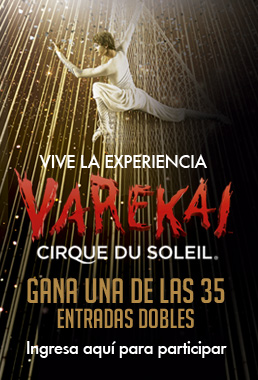 VIVE LA EXPERIENCIA
VAREKAI
CIRQUE DU SOLEIL®
GANA UNA DE LAS 35
ENTRADAS DOBLES
Ingresa aquí para participar